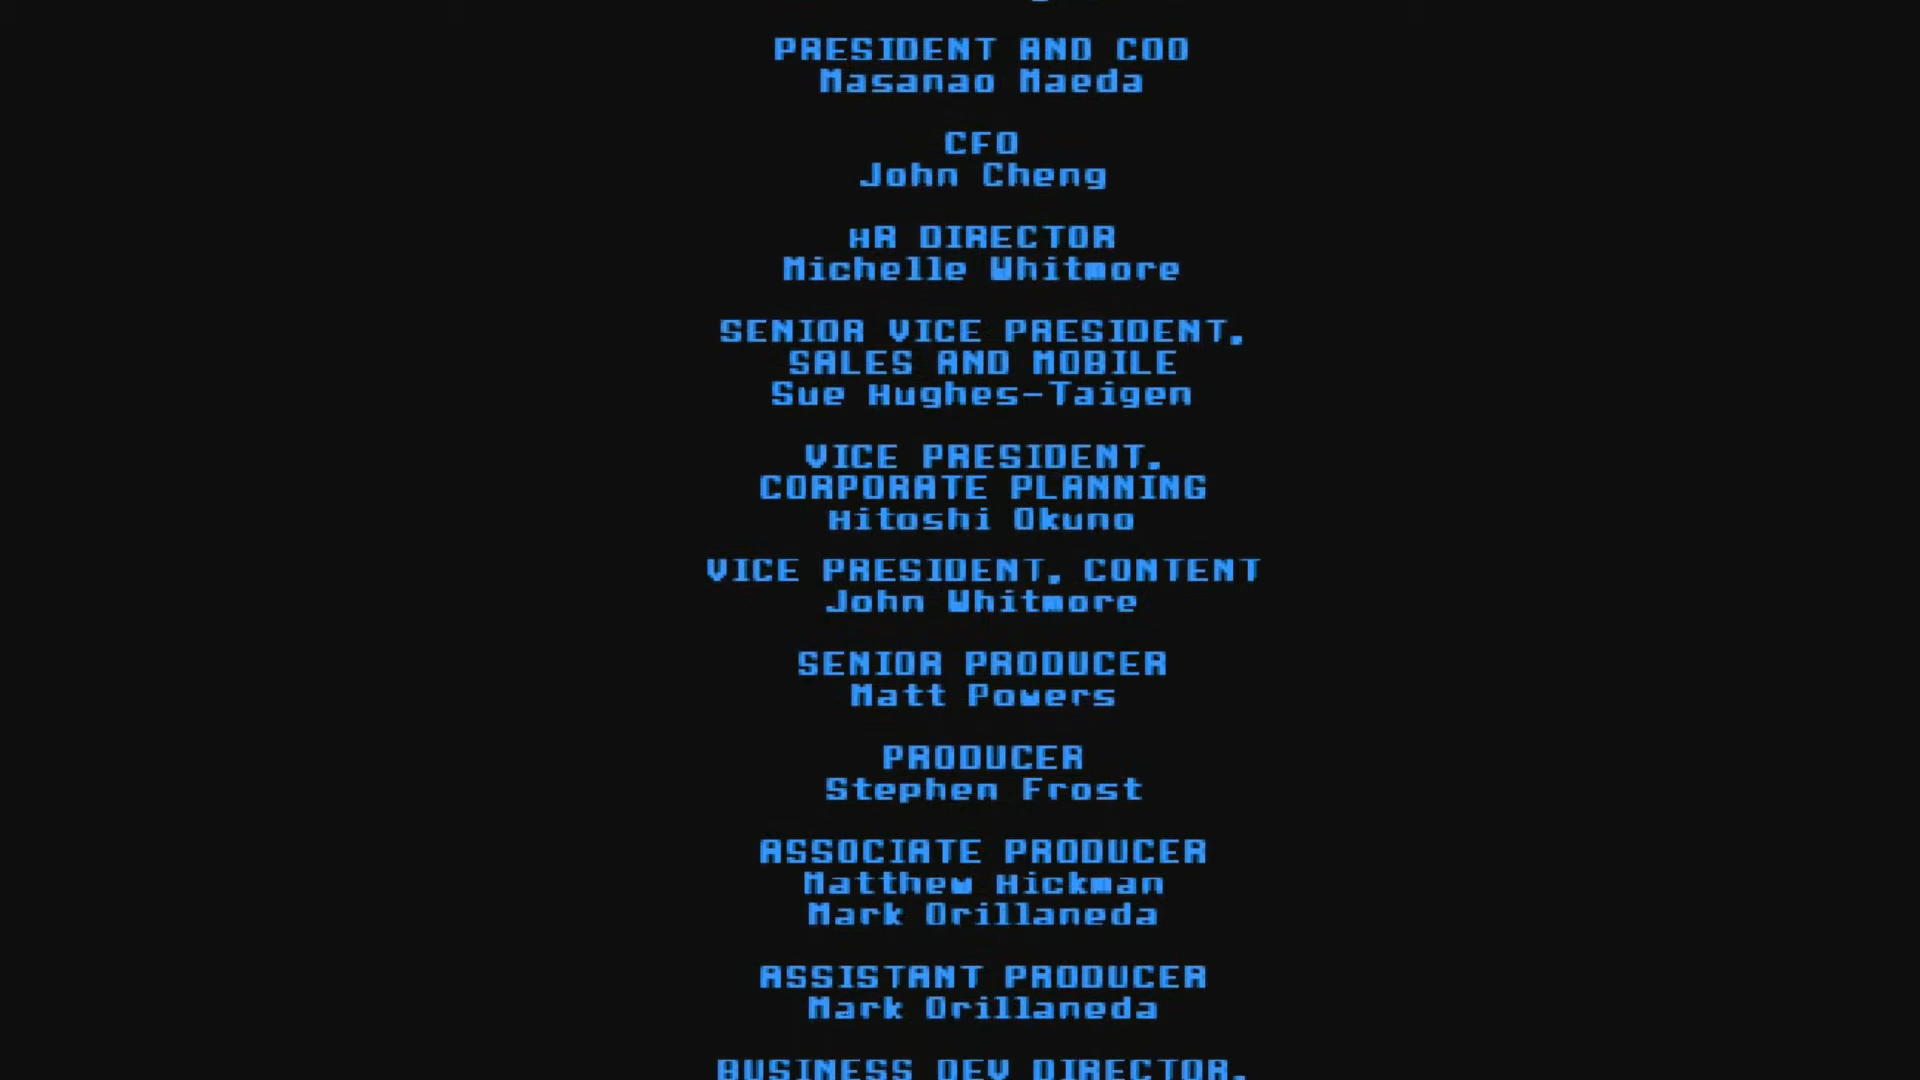 PRESIDENT AND COO
Masanao Maeda
CFO
John Cheng
HR DIRECTOR
Michelle Whitmore
SENIOR VICE PRESIDENT,
SALES AND MOBILE
Sue Hughes-Taigen
VICE PRESIDENT,
CORPORATE PLANNING
Hitoshi Okuno
VICE PRESIDENT, CONTENT
John Whitmore
SENIOR PRODUCER
Matt Powers
PRODUCER
Stephen Frost
ASSOCIATE PRODUCER
Matthew Hickman
Mark Orillaneda
ASSISTANT PRODUCER
Mark Orillaneda
BUSINESS DEV DIRECTOR,